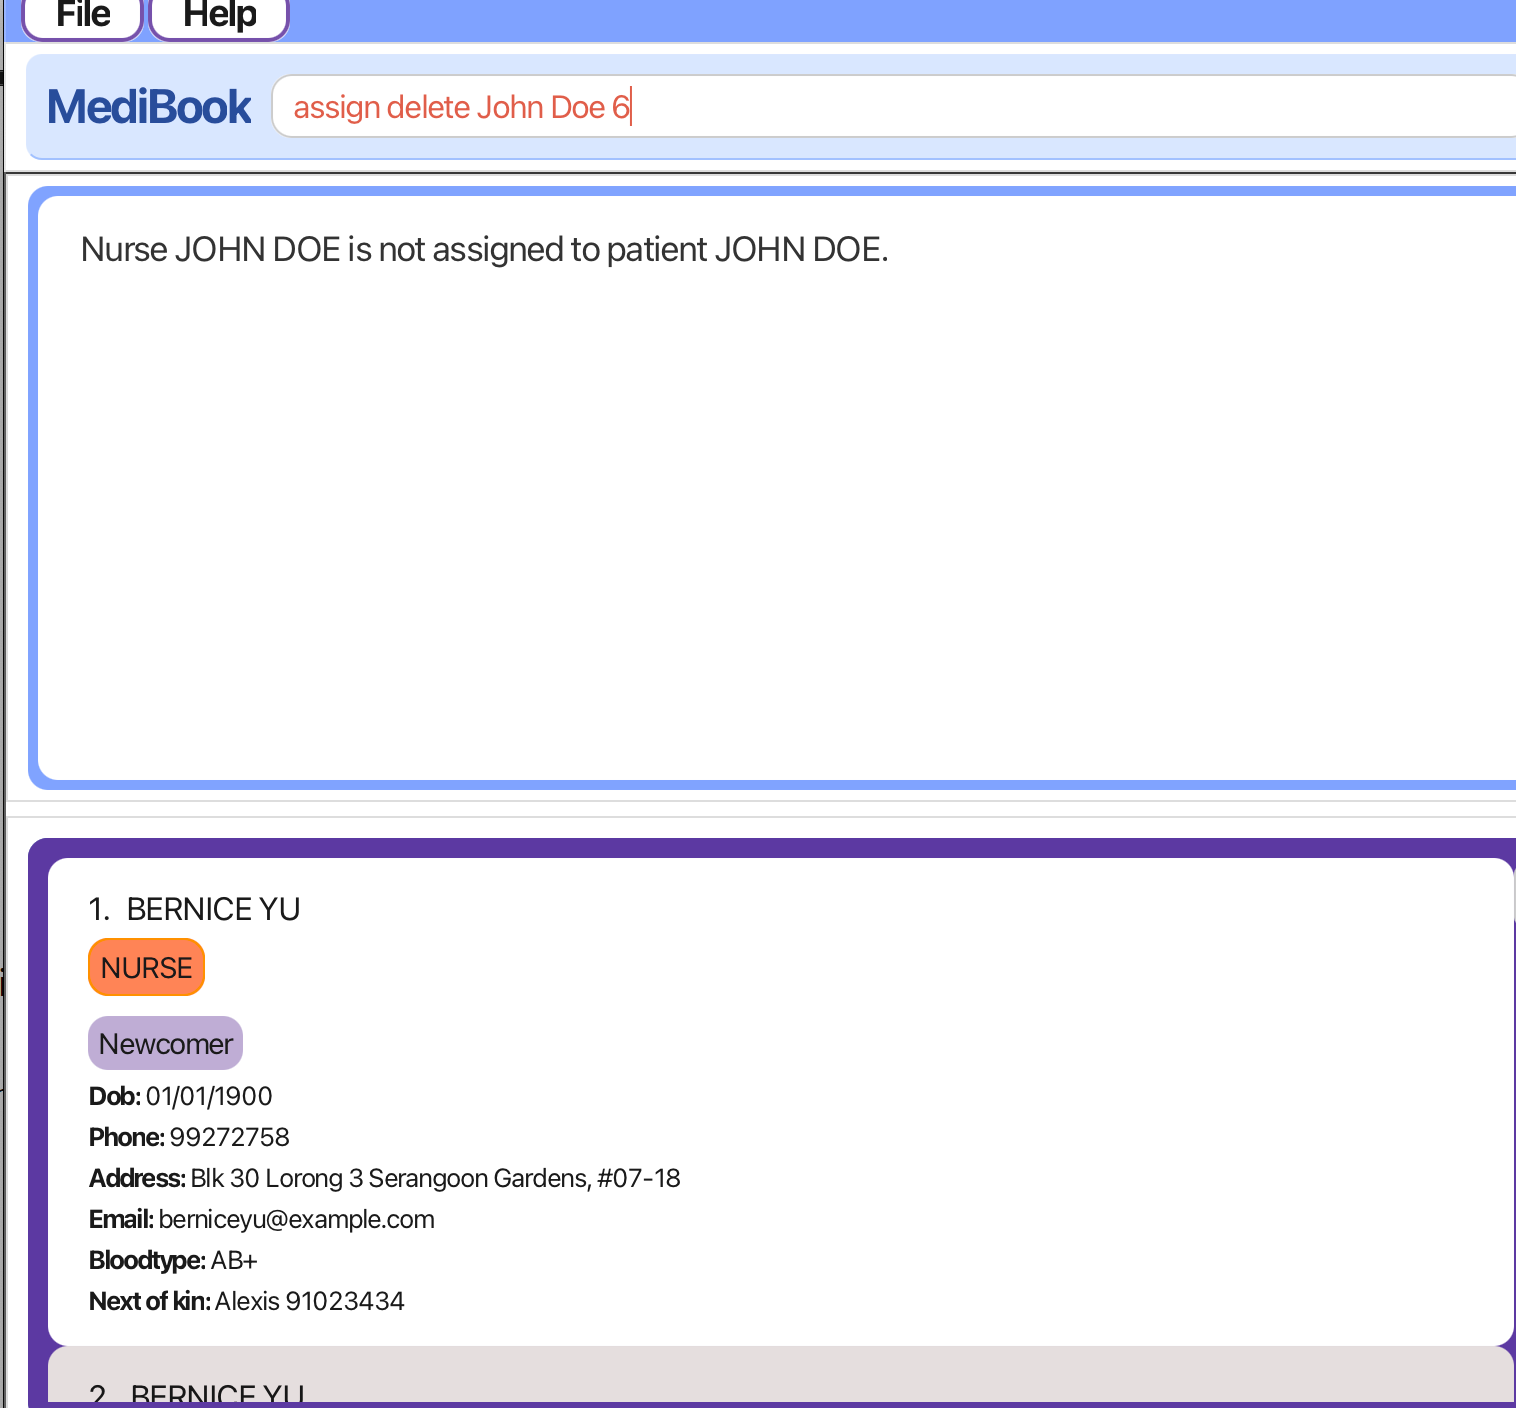 File Help
MediBook assign delete John Doe 6
Nurse JOHN DOE is not assigned to patient JOHN DOE.
1. BERNICE YU
NURSE
Newcomer
Dob: 01/01/1900
Phone: 99272758
Address: Blk 30 Lorong 3 Serangoon Gardens, #07-18
Email: berniceyu@example.com
Bloodtype: AB+
Next of kin: Alexis 91023434
2. BERNICE YU